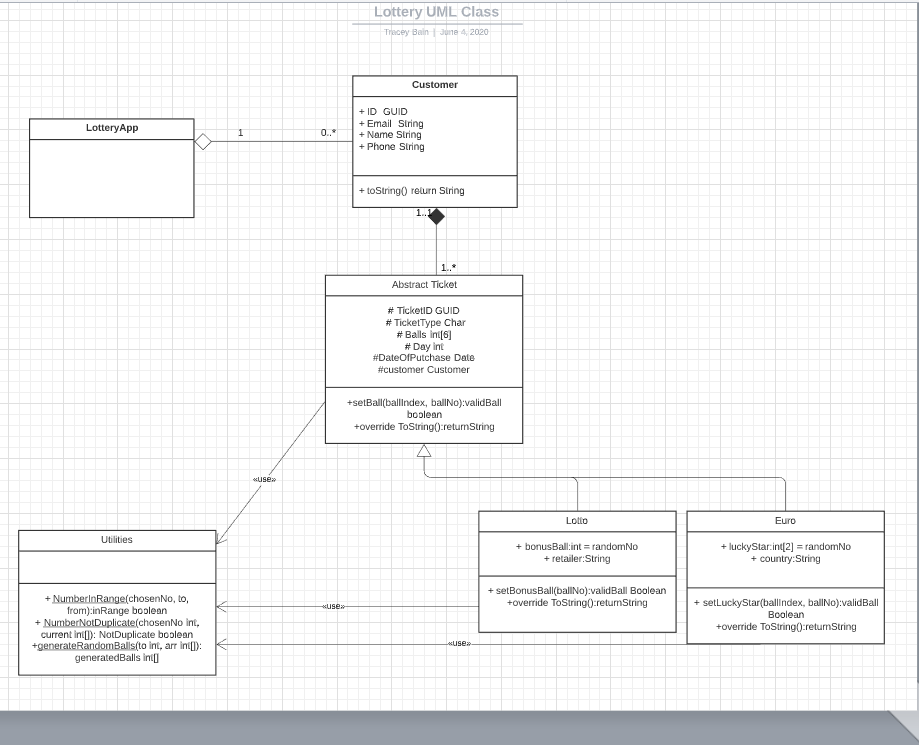 Lottery UML Class
Tracey Bain | June 4, 2020
Customer
+ ID GUID
+ Email String
+ Name String
+ Phone String
+ toString() return String
LotteryApp
1
0..*
1..1
1..*
Abstract Ticket
# TicketID GUID
# TicketType Char
# Balls int[6]
# Day int
#DateOfPutchase Date
#customer Customer
+setBall(ballIndex, ballNo):validBall
boolean
+override ToString():returnString
«use»
Utilities
+ NumberInRange(chosenNo, to,
from):inRange boolean
+ NumberNotDuplicate(chosenNo int,
current int[]): NotDuplicate boolean
+generateRandomBalls(to int, arr int[]):
generatedBalls int[]
«use»
«use»
Lotto
+ bonusBall:int = randomNo
+ retailer:String
+ setBonusBall(ballNo):validBall Boolean
+override ToString():returnString
Euro
+ luckyStar:int[2] = randomNo
+ country:String
+ setLuckyStar(ballIndex, ballNo):validBall
Boolean
+override ToString():returnString